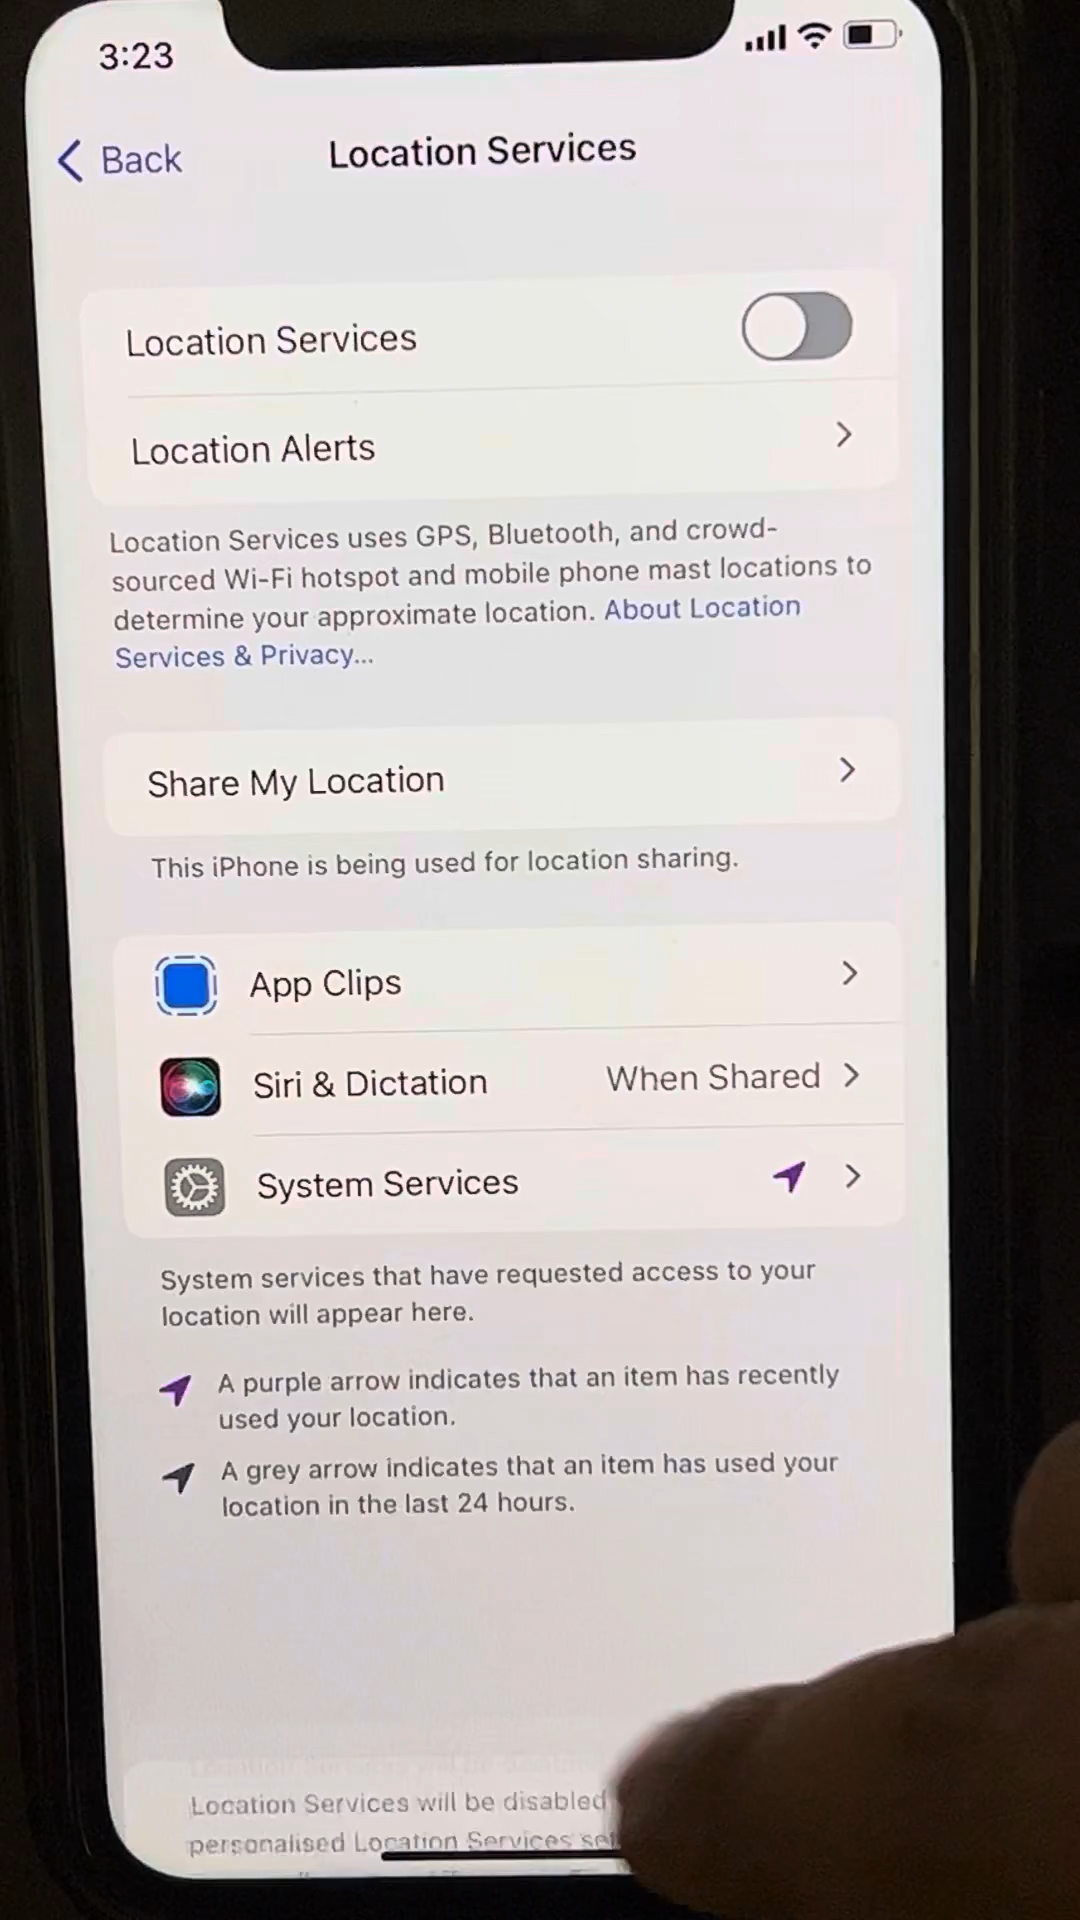 3:23
Back
Location Services
Location Services
Location Alerts
Location Services uses GPS, Bluetooth, and crowd-
sourced Wi-Fi hotspot and mobile phone mast locations to
determine your approximate location. About Location
Services & Privacy...
Share My Location
This iPhone is being used for location sharing.
App Clips
Siri & Dictation When Shared
System Services
System services that have requested access to your
location will appear here.
A purple arrow indicates that an item has recently
used your location.
A grey arrow indicates that an item has used your
location in the last 24 hours.
Location Services will be disabled
personalised Location Services